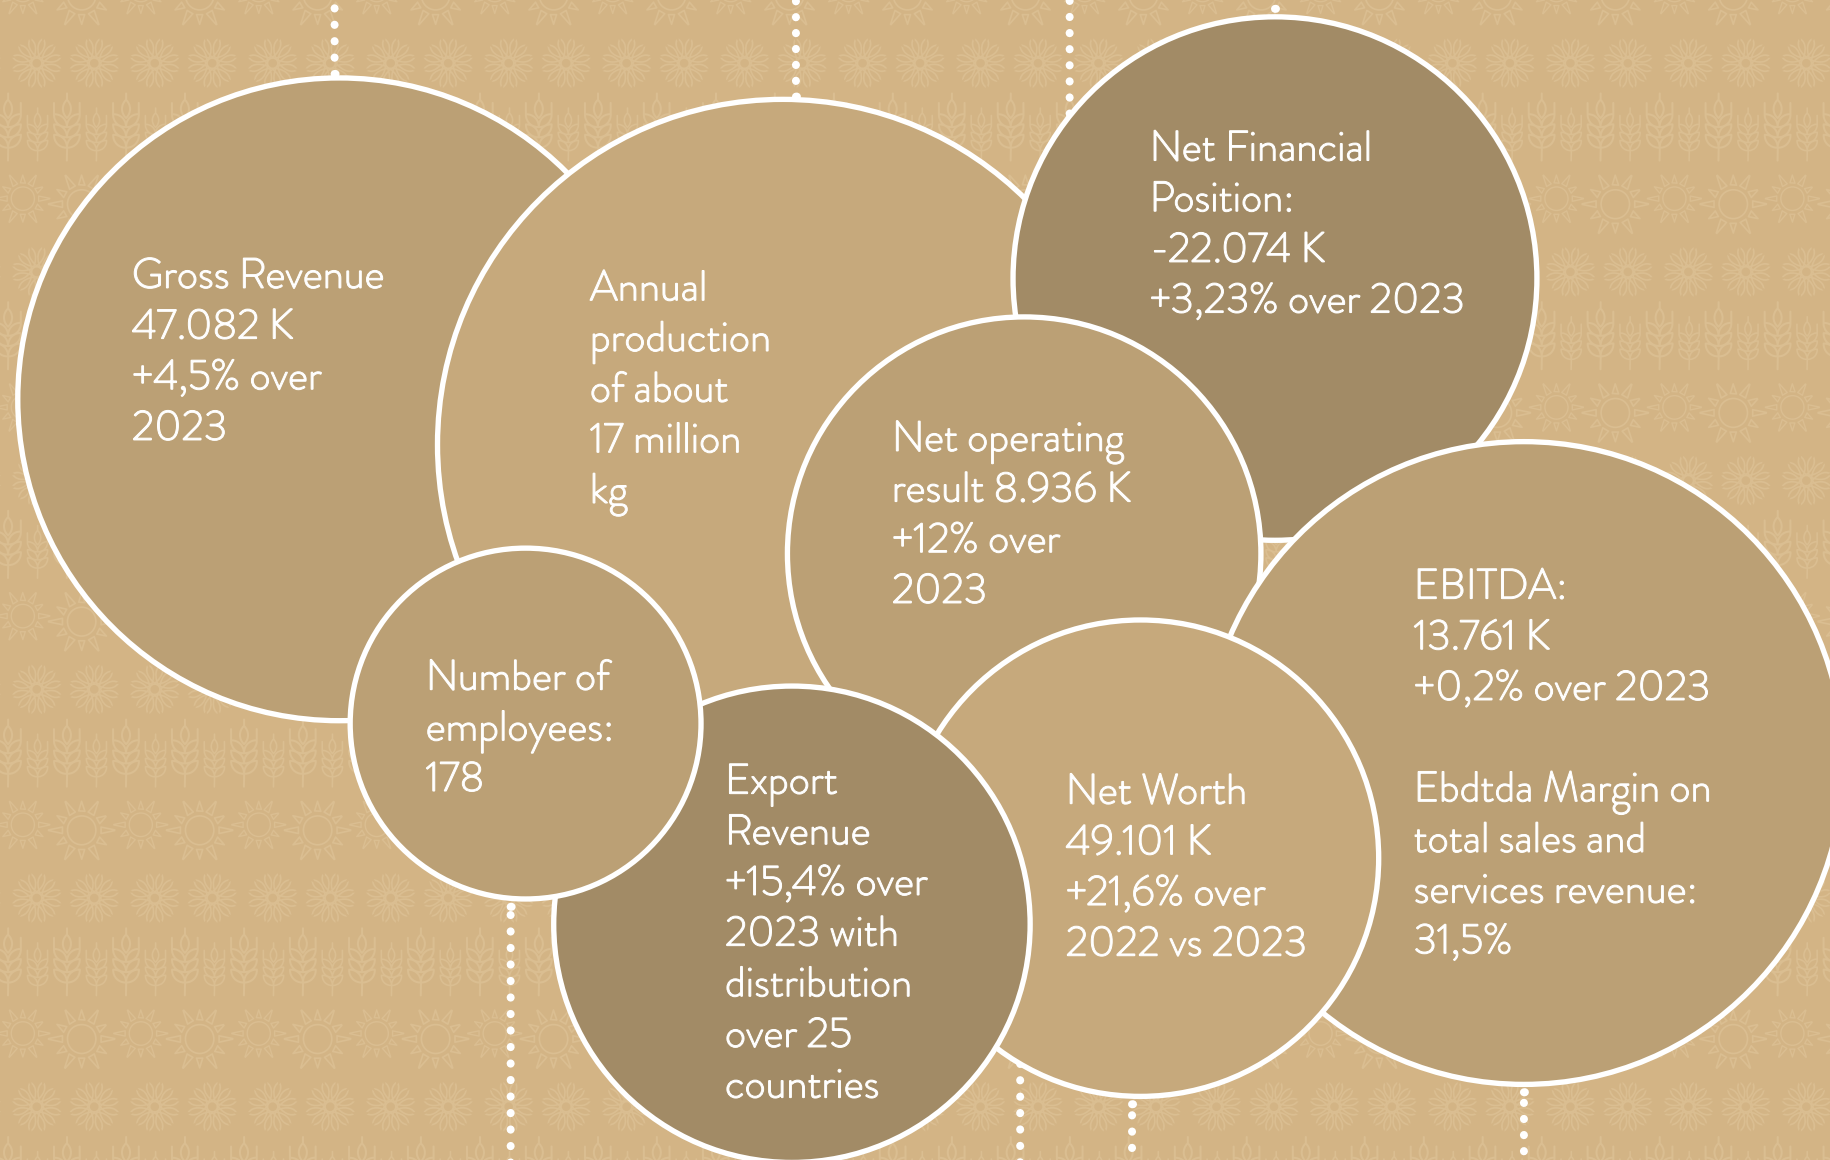 Gross Revenue
47.082 K
+4,5% over
2023
Annual
production
of about
17 million
kg
Net Financial
Position:
-22.074 K
+3,23% over 2023
Net operating
result 8.936 K
+12% over
2023
EBITDA:
13.761 K
+0,2% over 2023
Ebdtda Margin on
total sales and
services revenue:
31,5%
Number of
employees:
178
Export
Revenue
+15,4% over
2023 with
distribution
over 25
countries
Net Worth
49.101 K
+21,6% over
2022 vs 2023